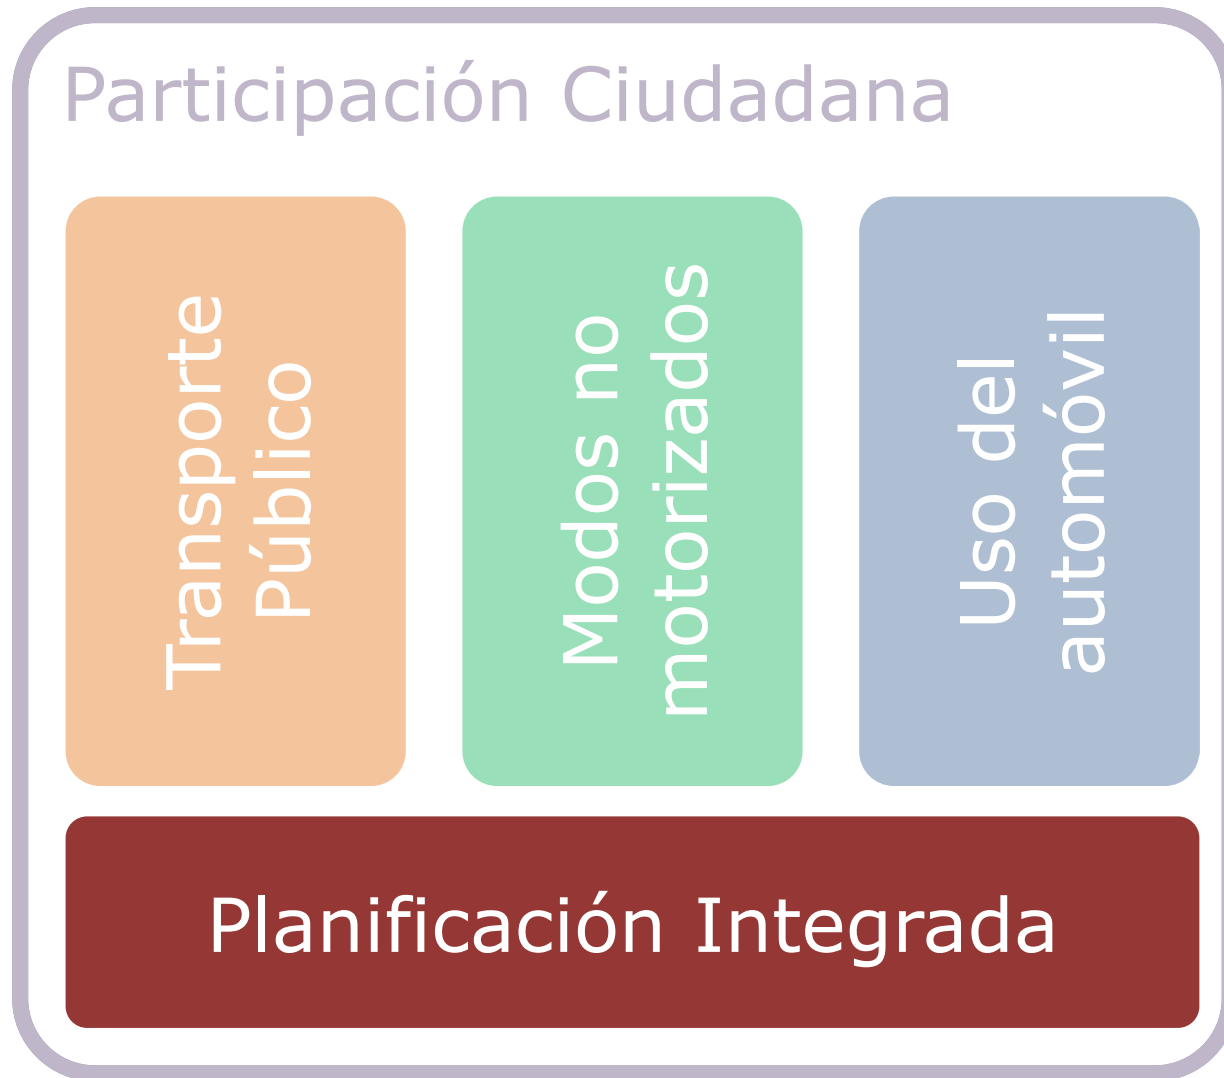 Participación Ciudadana
Transporte
Público
Modos no
motorizados
Uso del
automóvil
Planificación Integrada